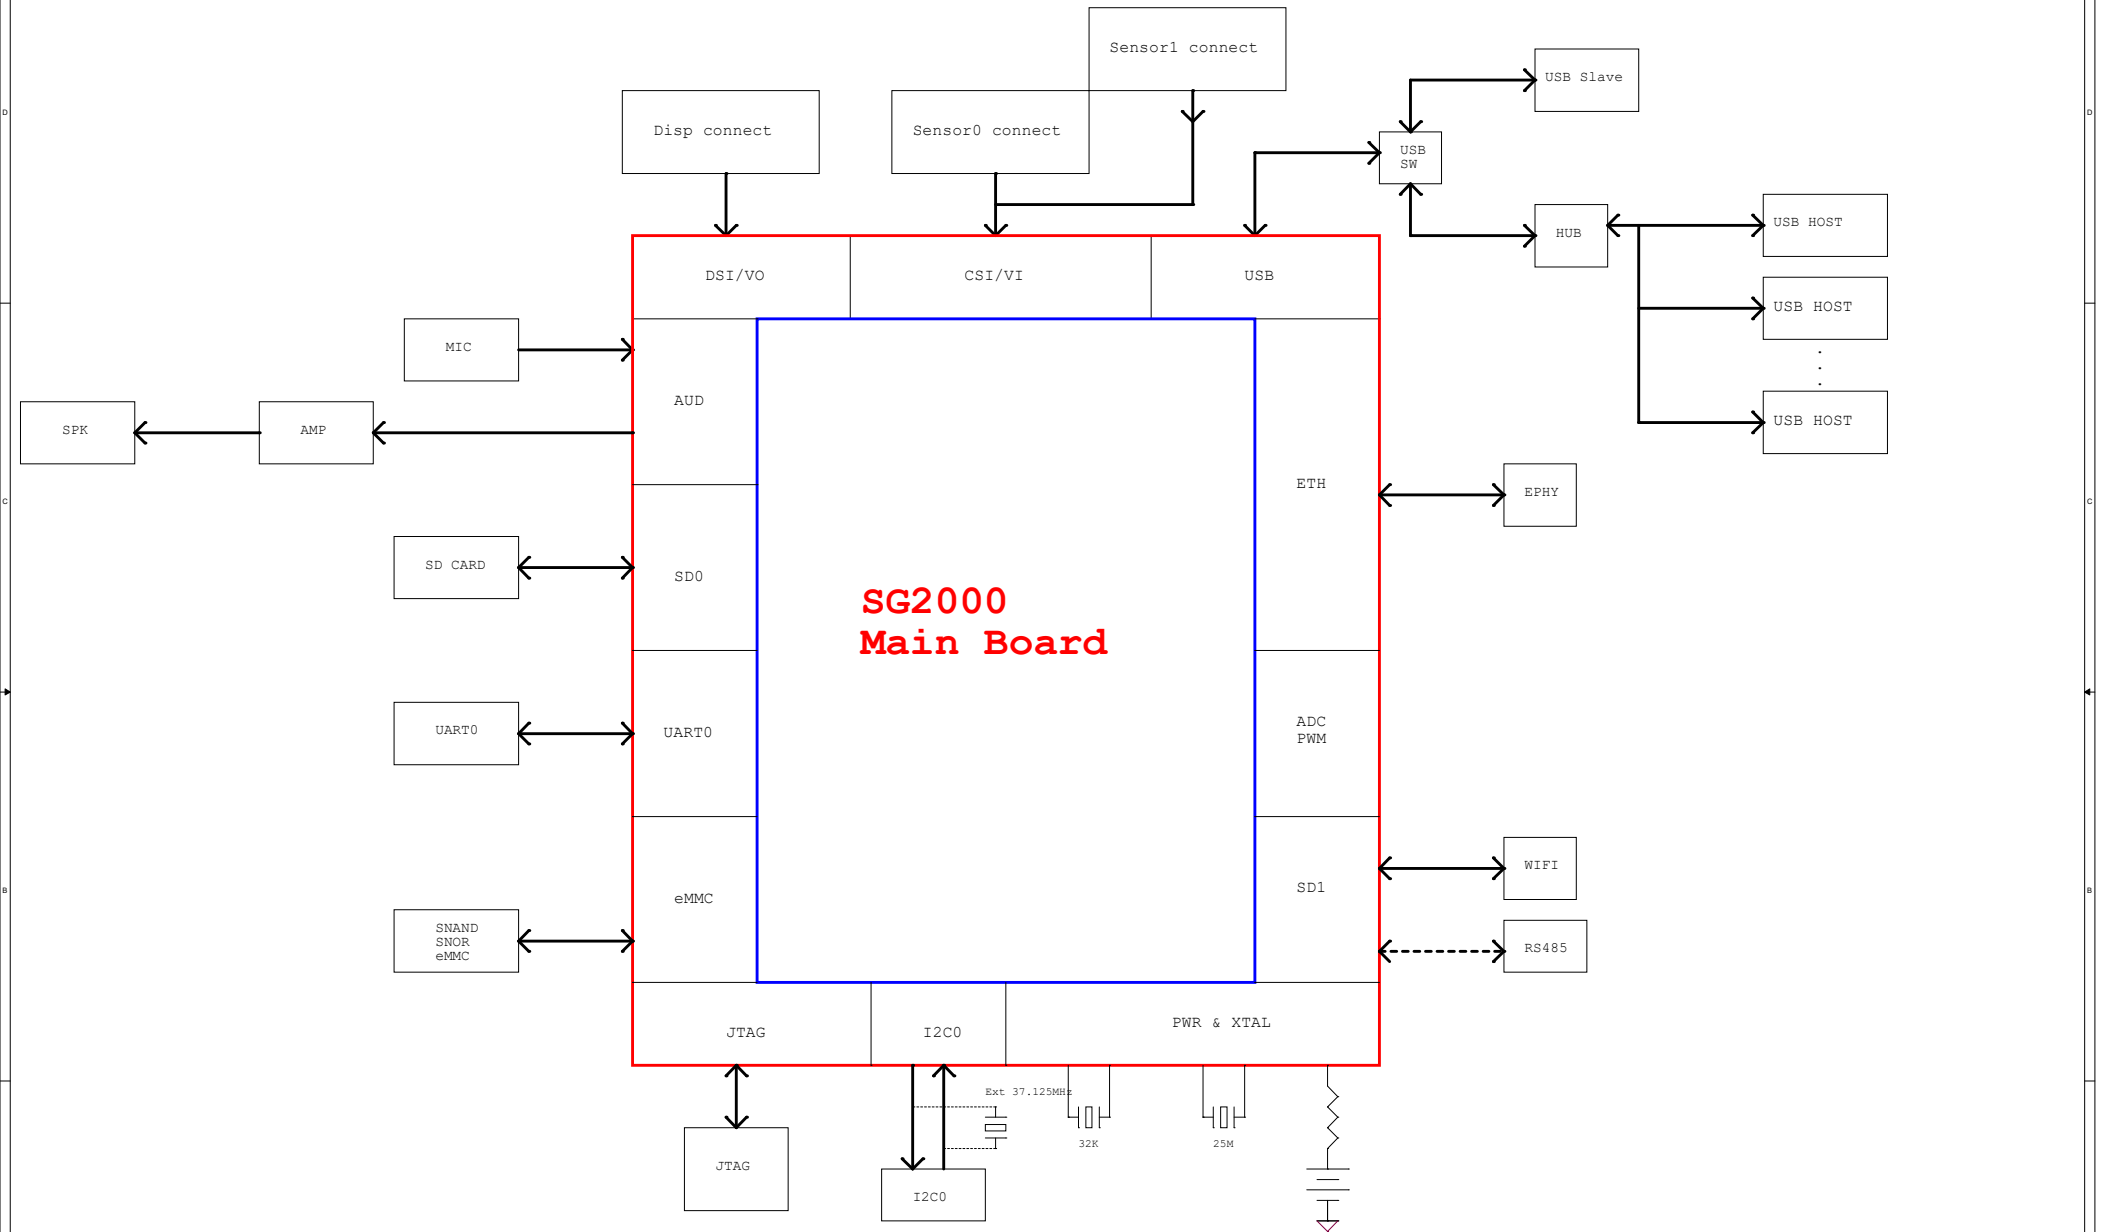 Sensor1 connect
USB Slave
D
D
Disp connect
Sensor0 connect
USB
SW
USB HOST
HUB
DSI/VO
CSI/VI
USB
USB HOST
MIC
AUD
USB HOST
SPK
AMP
ETH
EPHY
C
C
SD CARD
SD0
SG2000
Main Board
UART0
UART0
ADC
PWM
WIFI
SD1
B
B
eMMC
SNAND
SNOR
eMMC
RS485
JTAG
I2C0
PWR & XTAL
Ext 37.125MHz
32K
25M
JTAG
I2C0